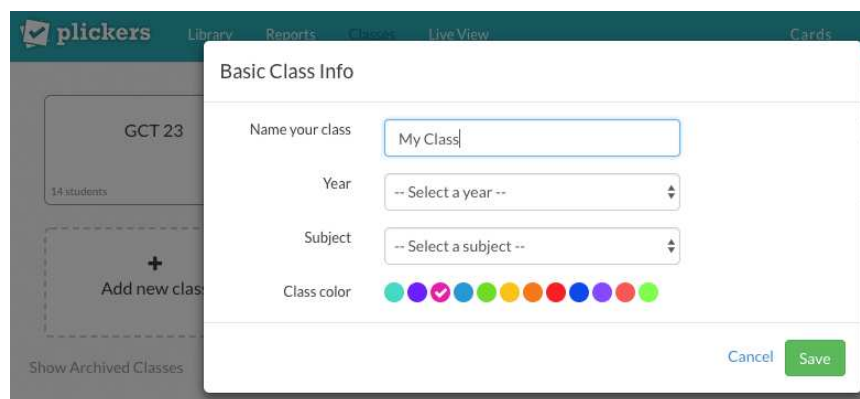 plickers Library Reports Classes Live View Cards
Basic Class Info
GCT 23
14 students
Name your class My Class
Year -- Select a year --
Subject -- Select a subject --
Class color
+
Add new clas
Show Archived Classes
Cancel Save